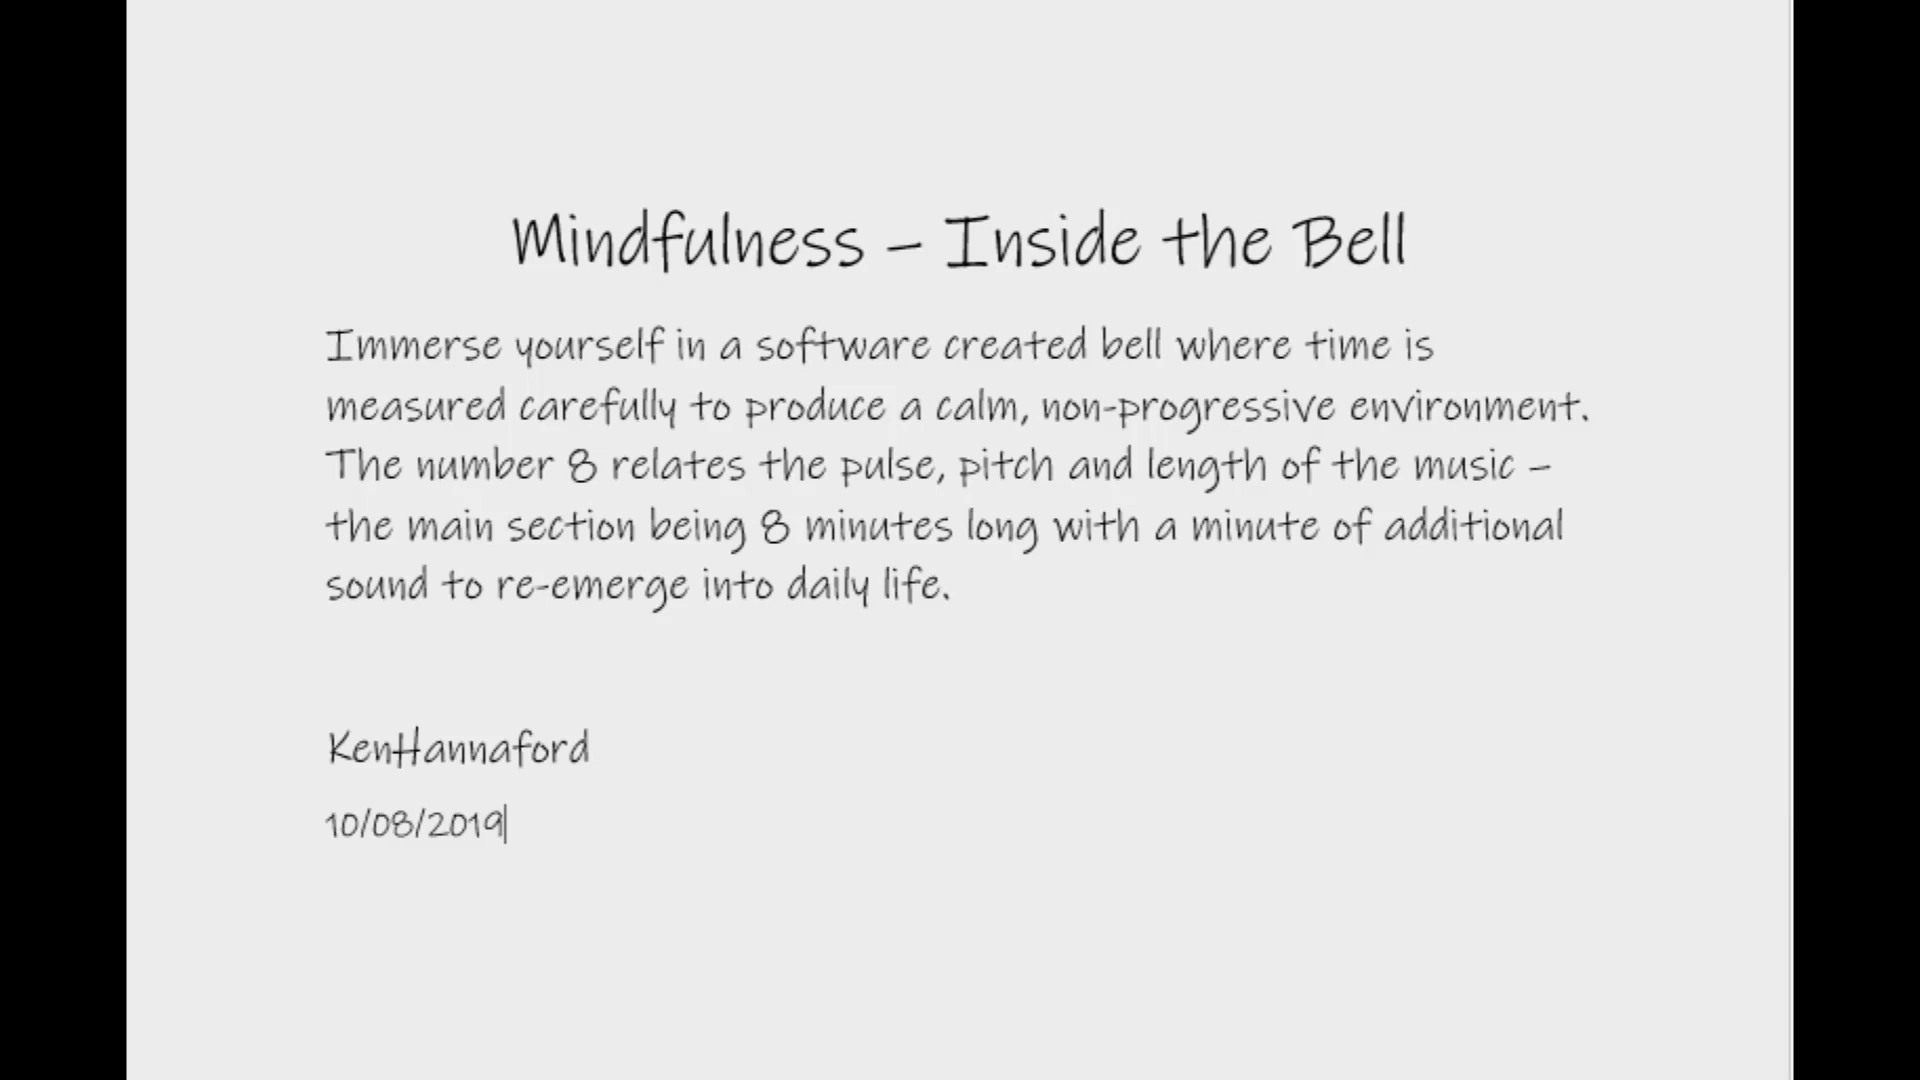 Mindfulness – Inside the Bell
Immerse yourself in a software created bell where time is
measured carefully to produce a calm, non-progressive environment.
The number 8 relates the pulse, pitch and length of the music –
the main section being 8 minutes long with a minute of additional
sound to re-emerge into daily life.
KenHannaford
10/08/2019